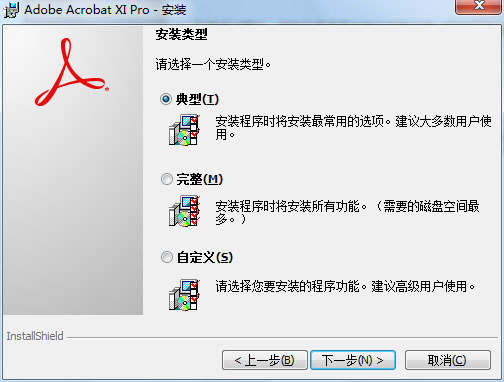 Adobe Acrobat XI Pro - 安装
安装类型
请选择一个安装类型。
典型(T)
安装程序时将安装最常用的选项。建议大多数用户使
用。
完整(M)
安装程序时将安装所有功能。（需要的磁盘空间最
多。）
自定义(S)
请选择您要安装的程序功能。建议高级用户使用。
InstallShield
< 上一步(B) 下一步(N) > 取消(C)